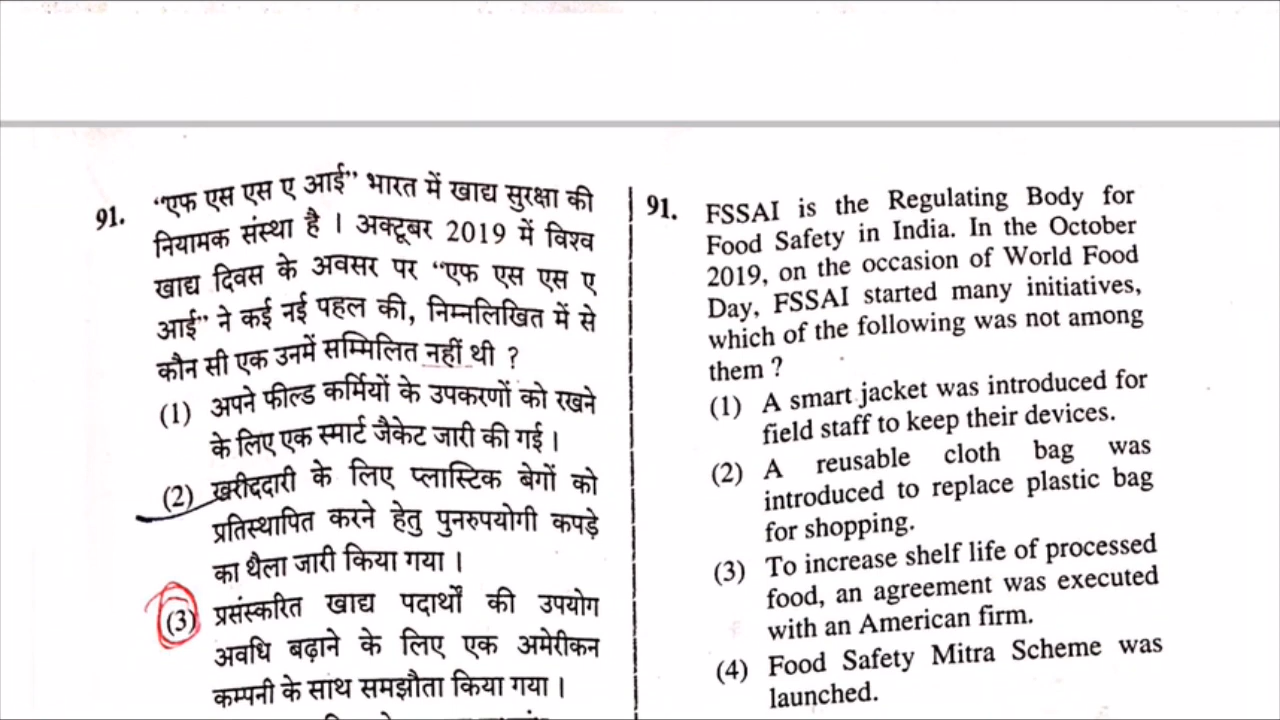 91.
“एफ एस एस ए आई” भारत में खाद्य सुरक्षा की
नियामक संस्था है । अक्टूबर 2019 में विश्व
खाद्य दिवस के अवसर पर “एफ एस एस ए
आई” ने कई नई पहल की, निम्नलिखित में से
कौन सी एक उनमें सम्मिलित नहीं थी ?
(1) अपने फील्ड कर्मियों के उपकरणों को रखने
के लिए एक स्मार्ट जैकेट जारी की गई ।
(2) खरीददारी के लिए प्लास्टिक बेगों को
प्रतिस्थापित करने हेतु पुनरुपयोगी कपड़े
का थैला जारी किया गया ।
(3) प्रसंस्करित खाद्य पदार्थों की उपयोग
अवधि बढ़ाने के लिए एक अमेरीकन
कम्पनी के साथ समझौता किया गया ।
91. FSSAI is the Regulating Body for
Food Safety in India. In the October
2019, on the occasion of World Food
Day, FSSAI started many initiatives,
which of the following was not among
them ?
(1) A smart jacket was introduced for
field staff to keep their devices.
(2) A reusable cloth bag was
introduced to replace plastic bag
for shopping.
(3) To increase shelf life of processed
food, an agreement was executed
with an American firm.
(4) Food Safety Mitra Scheme was
launched.